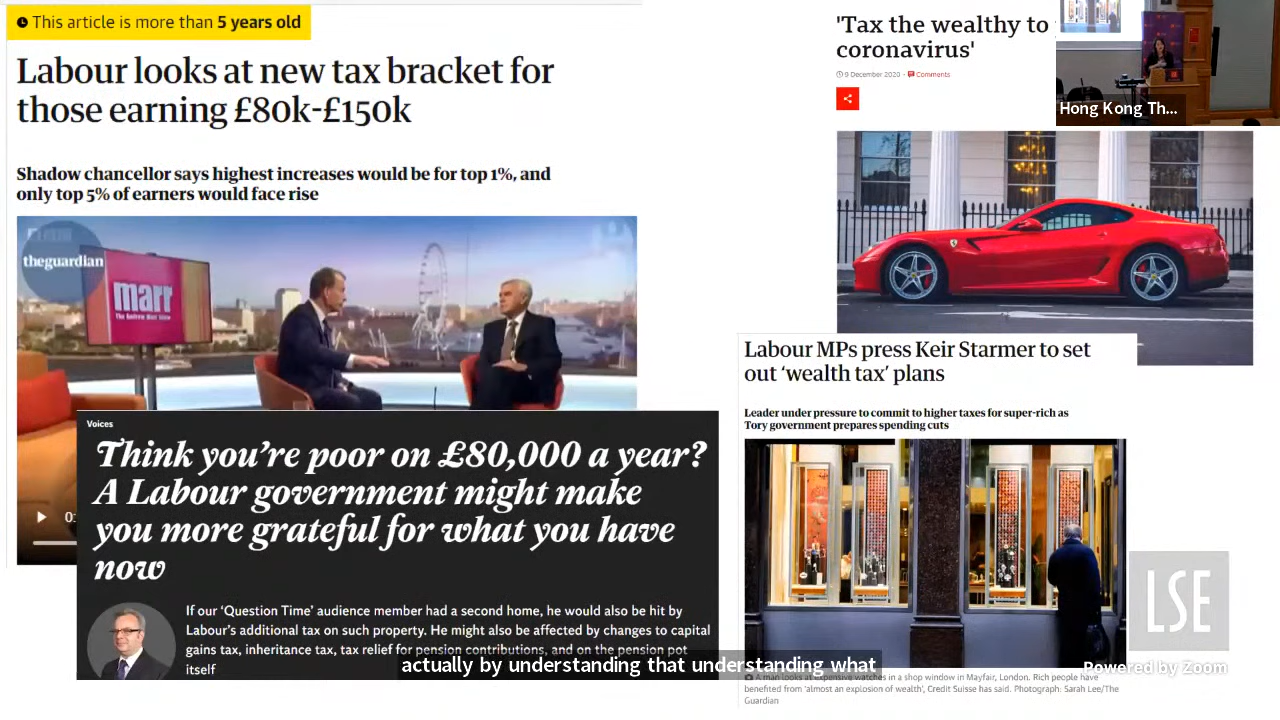 This article is more than 5 years old
Labour looks at new tax bracket for
those earning £80k-£150k
Shadow chancellor says highest increases would be for top 1%, and
only top 5% of earners would face rise
theguardian
marr
The Andrew Marr Show
0:
Voices
Think you're poor on £80,000 a year?
A Labour government might make
you more grateful for what you have
now
If our 'Question Time' audience member had a second home, he would also be hit by
Labour's additional tax on such property. He might also be affected by changes to capital
gains tax, inheritance tax, tax relief for pension contributions, and on the pension pot
itself
'Tax the wealthy to
coronavirus'
9 December 2020 - Comments
Hong Kong Th...
Labour MPs press Keir Starmer to set
out 'wealth tax' plans
Leader under pressure to commit to higher taxes for super-rich as
Tory government prepares spending cuts
LSE
A man looks at expensive watches in a shop window in Mayfair, London. Rich people have
benefited from 'almost an explosion of wealth', Credit Suisse has said. Photograph: Sarah Lee/The
Guardian
actually by understanding that understanding what
Powered by Zoom